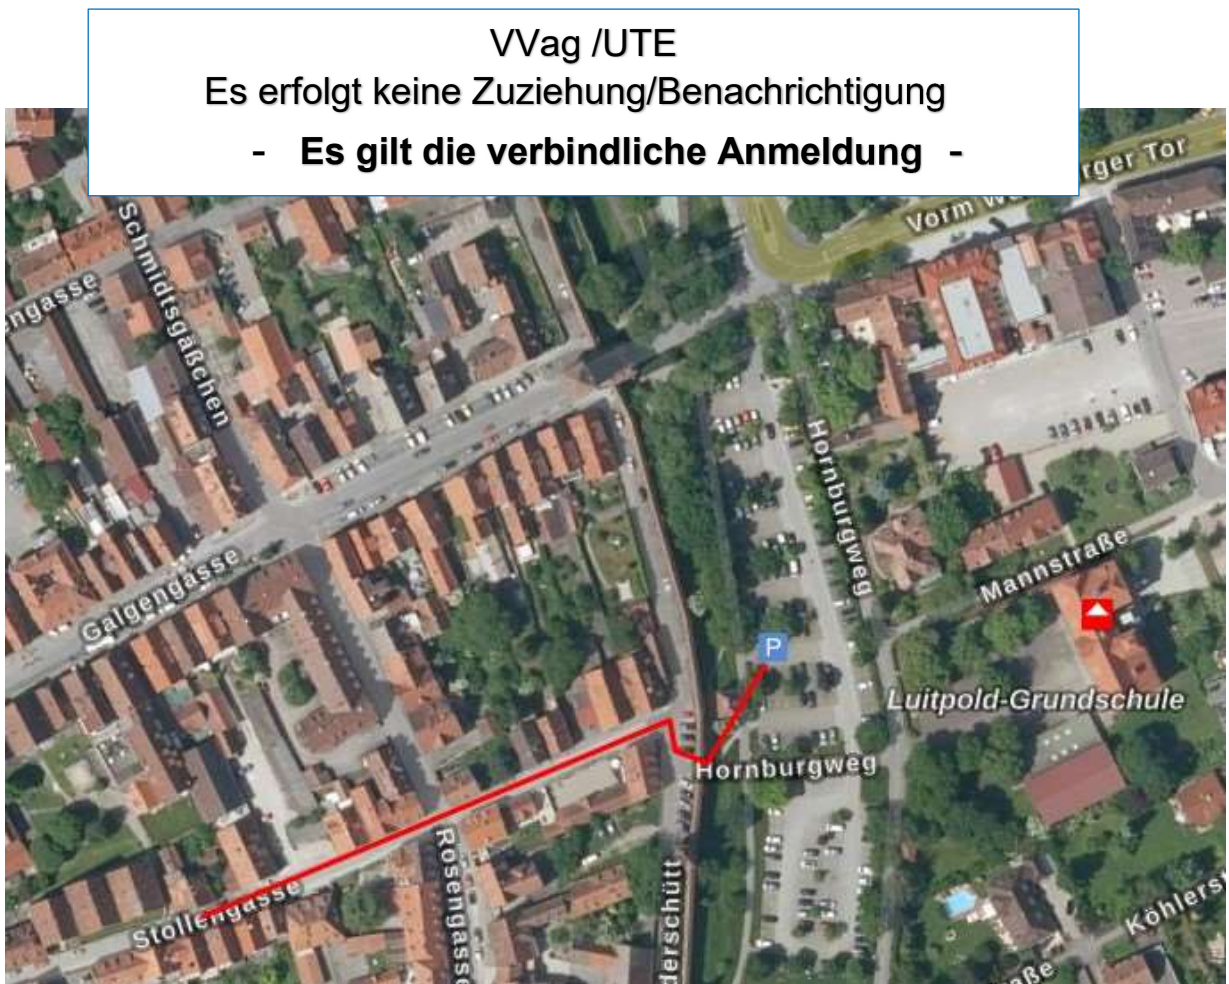 VVag /UTE
Es erfolgt keine Zuziehung/Benachrichtigung
- Es gilt die verbindliche Anmeldung -
rger Tor
Vorm W
Schmidtsgäßchen
ngasse
Hornburgweg
Mannstraße
Galgengasse
P
Luitpold-Grundschule
Hornburgweg
Rosengasse
Stollengasse
derschütt
Köhlerst
aße